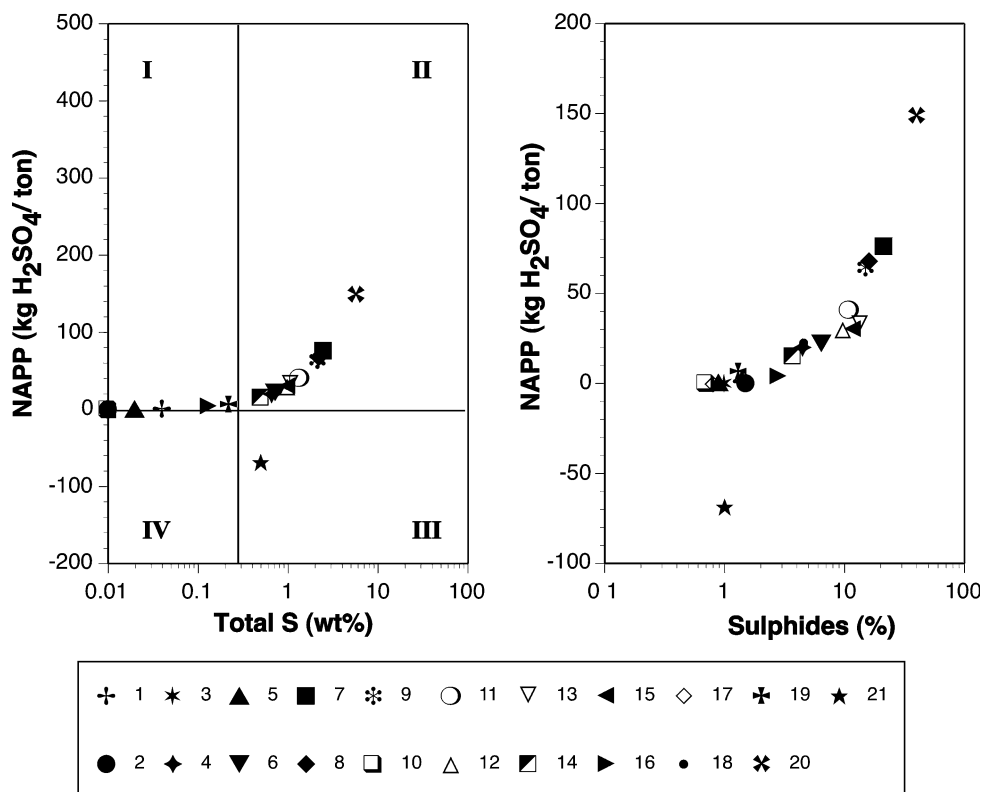 500
400
300
200
100
0
-100
-200
NAPP (kg H2SO4/ ton)
I
II
IV
III
0.01 0.1 1 10 100
Total S (wt%)
200
150
100
50
0
-50
-100
NAPP (kg H2SO4/ ton)
0 1 1 10 100
Sulphides (%)
1 3 5 7 9 11 13 15 17 19 21
2 4 6 8 10 12 14 16 18 20